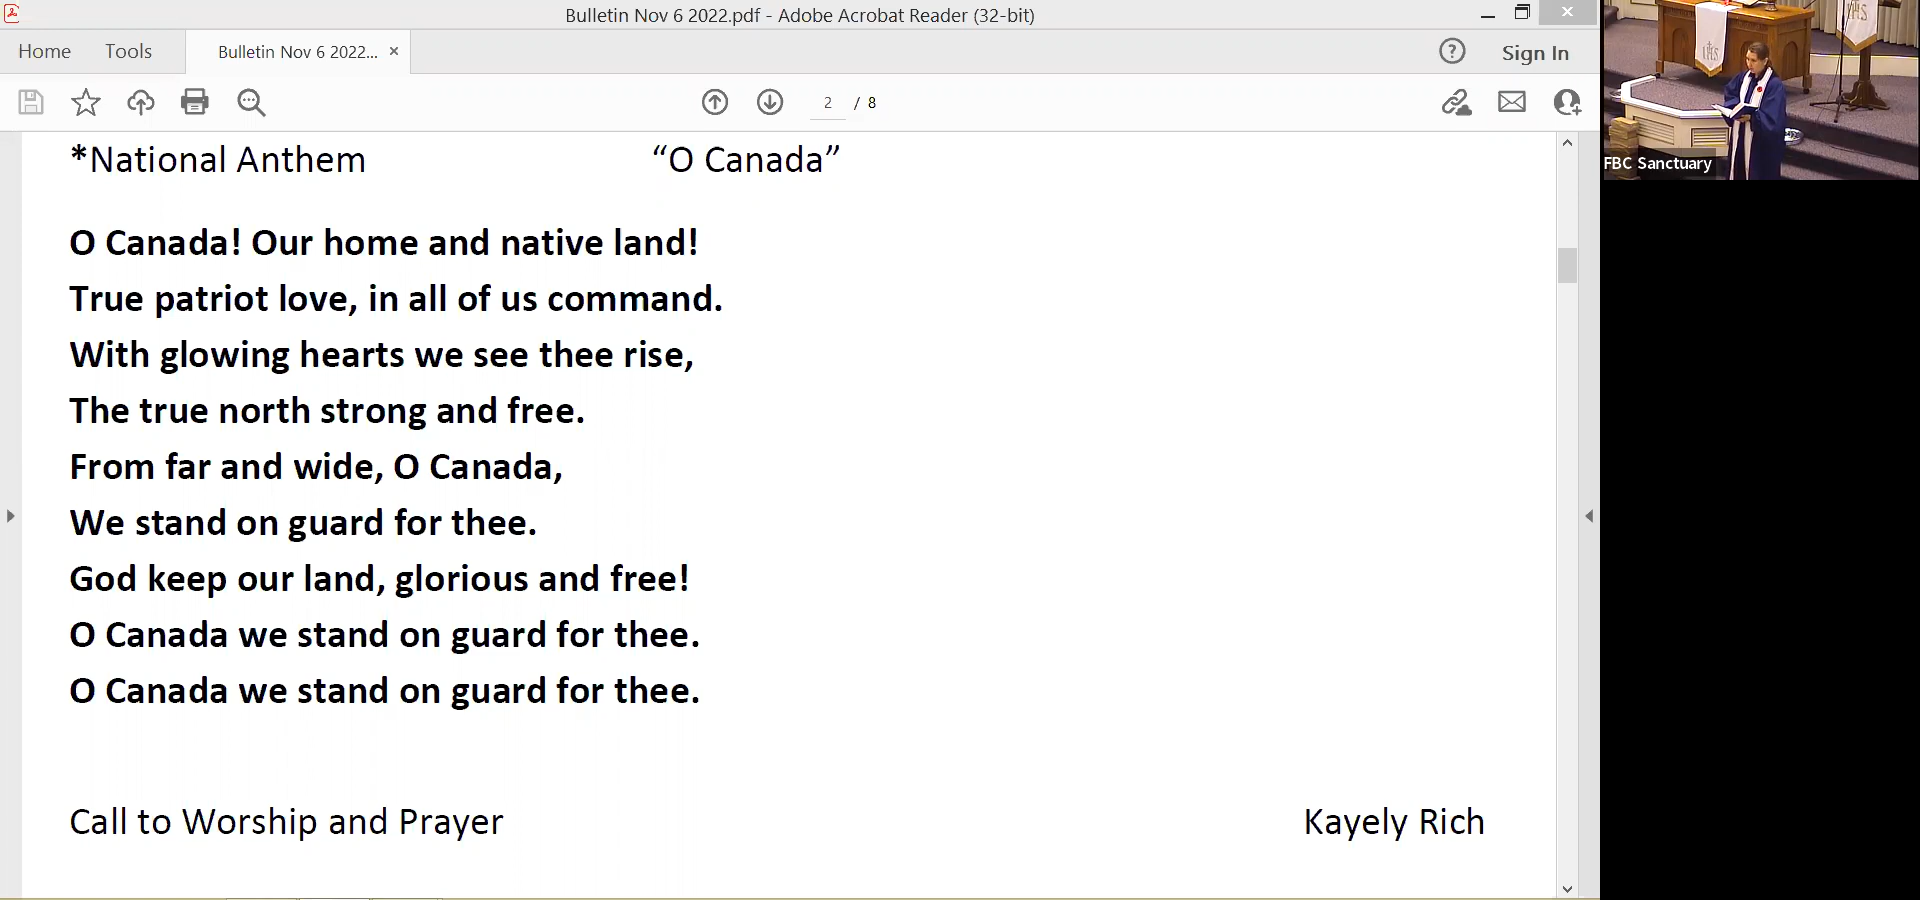 Bulletin Nov 6 2022.pdf - Adobe Acrobat Reader (32-bit)
Home Tools Bulletin Nov 6 2022... × ? Sign In
2 / 8
*National Anthem “O Canada”
O Canada! Our home and native land!
True patriot love, in all of us command.
With glowing hearts we see thee rise,
The true north strong and free.
From far and wide, O Canada,
We stand on guard for thee.
God keep our land, glorious and free!
O Canada we stand on guard for thee.
O Canada we stand on guard for thee.
Call to Worship and Prayer Kayely Rich
IHS
IHS
FBC Sanctuary